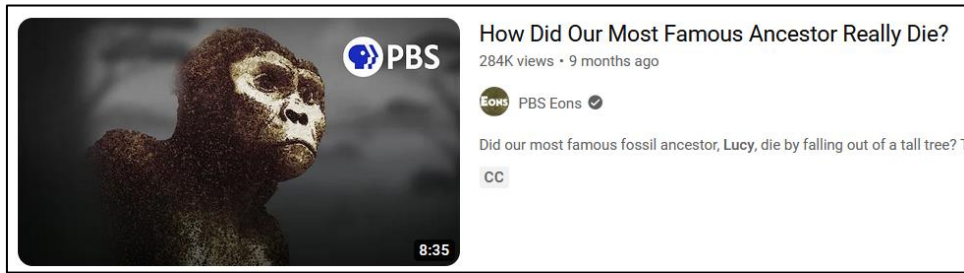 PBS
8:35
How Did Our Most Famous Ancestor Really Die?
284K views • 9 months ago
EONS PBS Eons
Did our most famous fossil ancestor, Lucy, die by falling out of a tall tree? T
CC